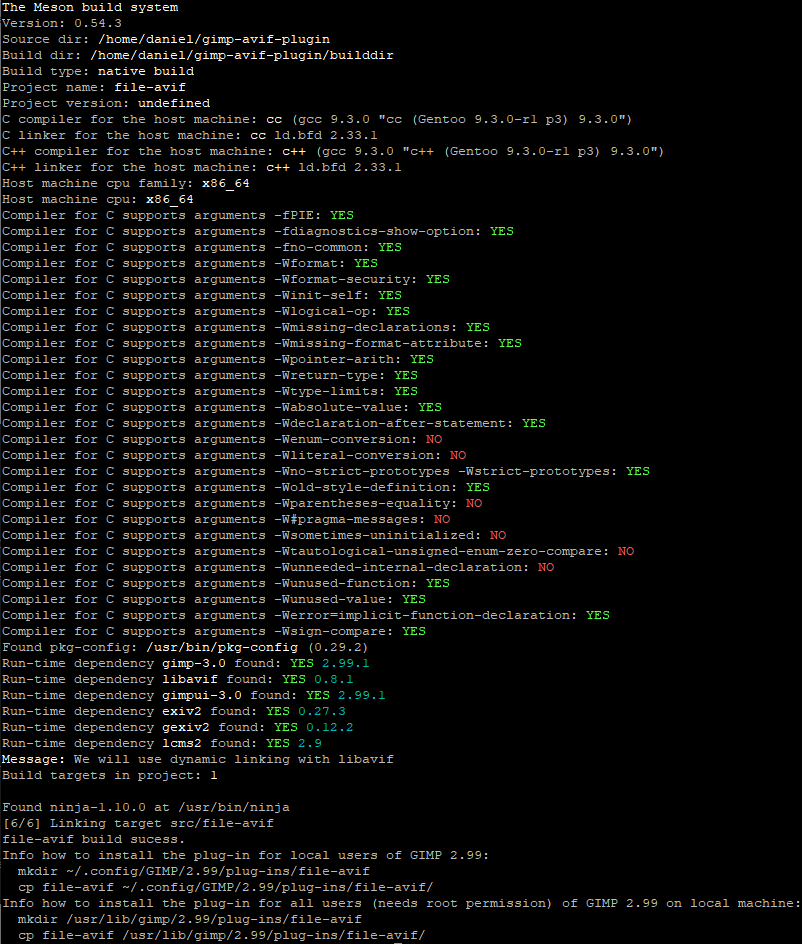 The Meson build system
Version: 0.54.3
Source dir: /home/daniel/gimp-avif-plugin
Build dir: /home/daniel/gimp-avif-plugin/builddir
Build type: native build
Project name: file-avif
Project version: undefined
C compiler for the host machine: cc (gcc 9.3.0 "cc (Gentoo 9.3.0-r1 p3) 9.3.0")
C linker for the host machine: cc ld.bfd 2.33.1
C++ compiler for the host machine: c++ (gcc 9.3.0 "c++ (Gentoo 9.3.0-r1 p3) 9.3.0")
C++ linker for the host machine: c++ ld.bfd 2.33.1
Host machine cpu family: x86_64
Host machine cpu: x86_64
Compiler for C supports arguments -fPIE: YES
Compiler for C supports arguments -fdiagnostics-show-option: YES
Compiler for C supports arguments -fno-common: YES
Compiler for C supports arguments -Wformat: YES
Compiler for C supports arguments -Wformat-security: YES
Compiler for C supports arguments -Winit-self: YES
Compiler for C supports arguments -Wlogical-op: YES
Compiler for C supports arguments -Wmissing-declarations: YES
Compiler for C supports arguments -Wmissing-format-attribute: YES
Compiler for C supports arguments -Wpointer-arith: YES
Compiler for C supports arguments -Wreturn-type: YES
Compiler for C supports arguments -Wtype-limits: YES
Compiler for C supports arguments -Wabsolute-value: YES
Compiler for C supports arguments -Wdeclaration-after-statement: YES
Compiler for C supports arguments -Wenum-conversion: NO
Compiler for C supports arguments -Wliteral-conversion: NO
Compiler for C supports arguments -Wno-strict-prototypes -Wstrict-prototypes: YES
Compiler for C supports arguments -Wold-style-definition: YES
Compiler for C supports arguments -Wparentheses-equality: NO
Compiler for C supports arguments -W#pragma-messages: NO
Compiler for C supports arguments -Wsometimes-uninitialized: NO
Compiler for C supports arguments -Wtautological-unsigned-enum-zero-compare: NO
Compiler for C supports arguments -Wunneeded-internal-declaration: NO
Compiler for C supports arguments -Wunused-function: YES
Compiler for C supports arguments -Wunused-value: YES
Compiler for C supports arguments -Werror=implicit-function-declaration: YES
Compiler for C supports arguments -Wsign-compare: YES
Found pkg-config: /usr/bin/pkg-config (0.29.2)
Run-time dependency gimp-3.0 found: YES 2.99.1
Run-time dependency libavif found: YES 0.8.1
Run-time dependency gimpui-3.0 found: YES 2.99.1
Run-time dependency exiv2 found: YES 0.27.3
Run-time dependency gexiv2 found: YES 0.12.2
Run-time dependency lcms2 found: YES 2.9
Message: We will use dynamic linking with libavif
Build targets in project: 1
Found ninja-1.10.0 at /usr/bin/ninja
[6/6] Linking target src/file-avif
file-avif build sucess.
Info how to install the plug-in for local users of GIMP 2.99:
mkdir ~/.config/GIMP/2.99/plug-ins/file-avif
cp file-avif ~/.config/GIMP/2.99/plug-ins/file-avif/
Info how to install the plug-in for all users (needs root permission) of GIMP 2.99 on local machine:
mkdir /usr/lib/gimp/2.99/plug-ins/file-avif
cp file-avif /usr/lib/gimp/2.99/plug-ins/file-avif/